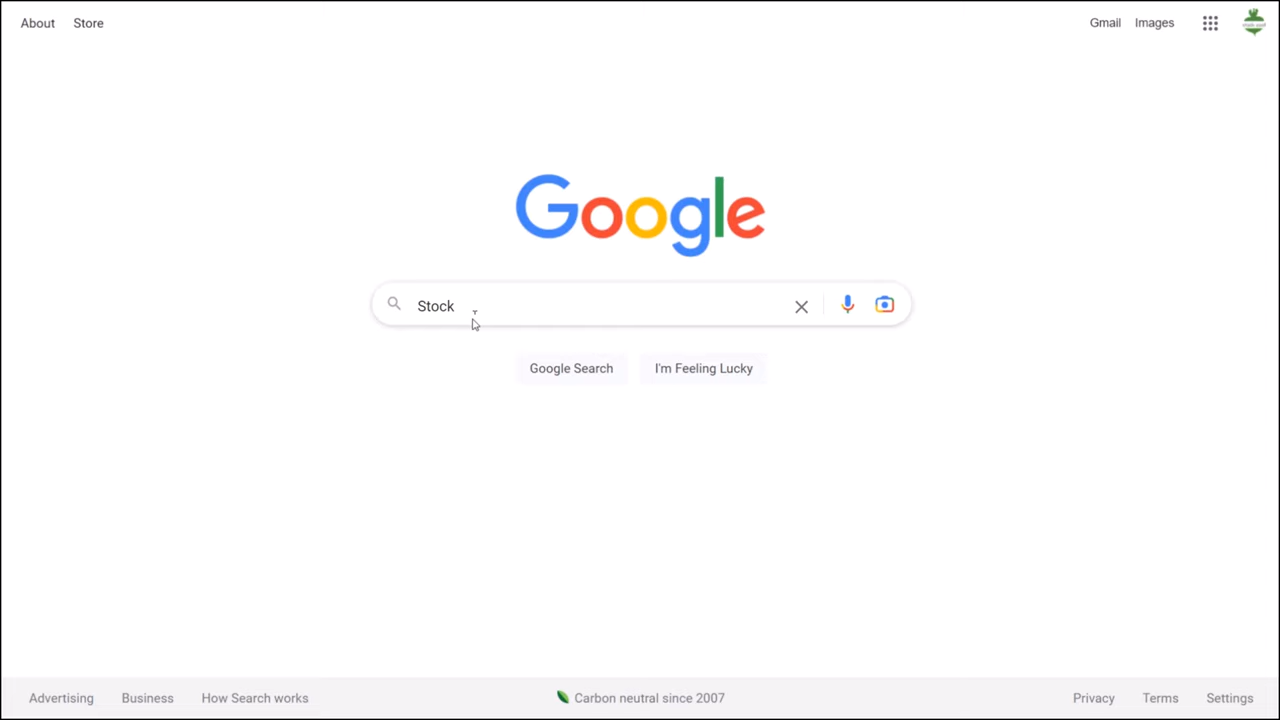 About Store
Gmail Images
Google
Stock
Google Search I'm Feeling Lucky
Advertising Business How Search works
Carbon neutral since 2007
Privacy Terms Settings